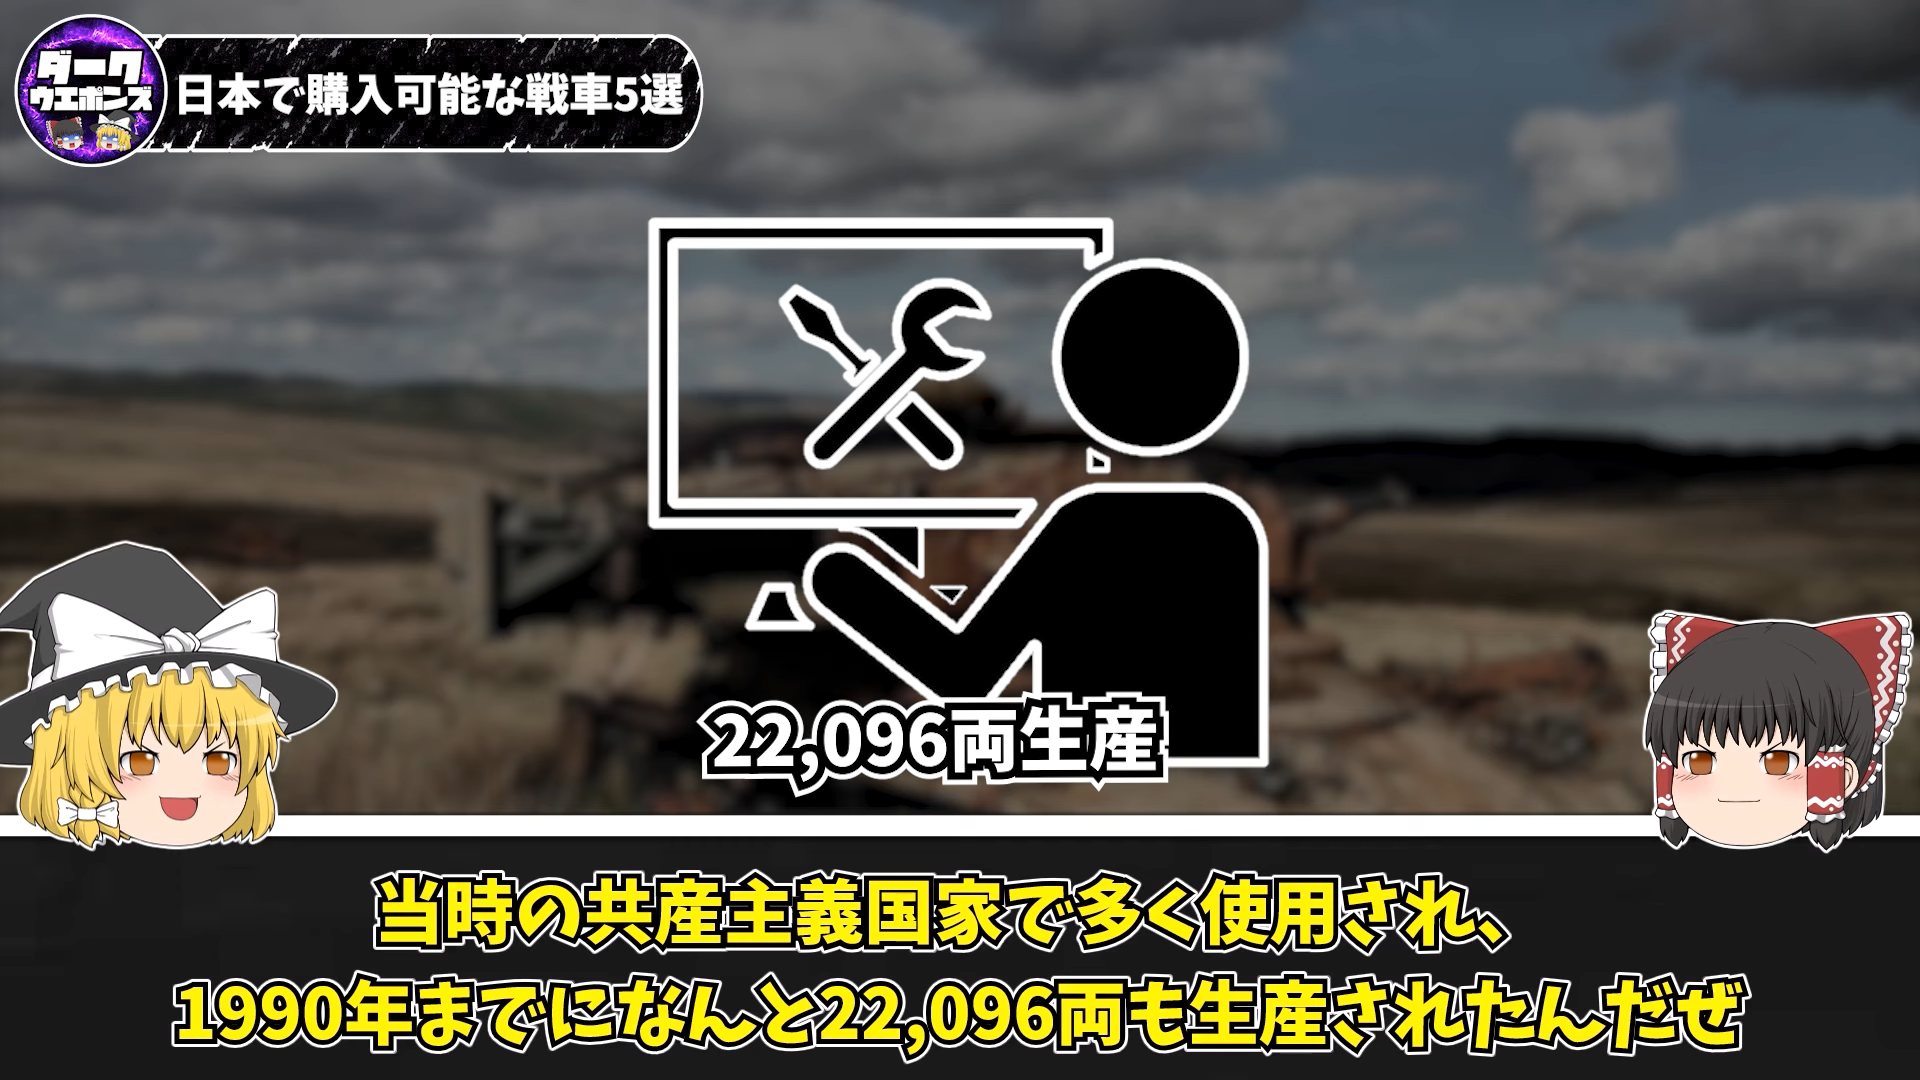 ダーク
ウエポンズ
日本で購入可能な戦車5選
22,096両生産
当時の共産主義国家で多く使用され、
1990年までになんと22,096両も生産されたんだぜ